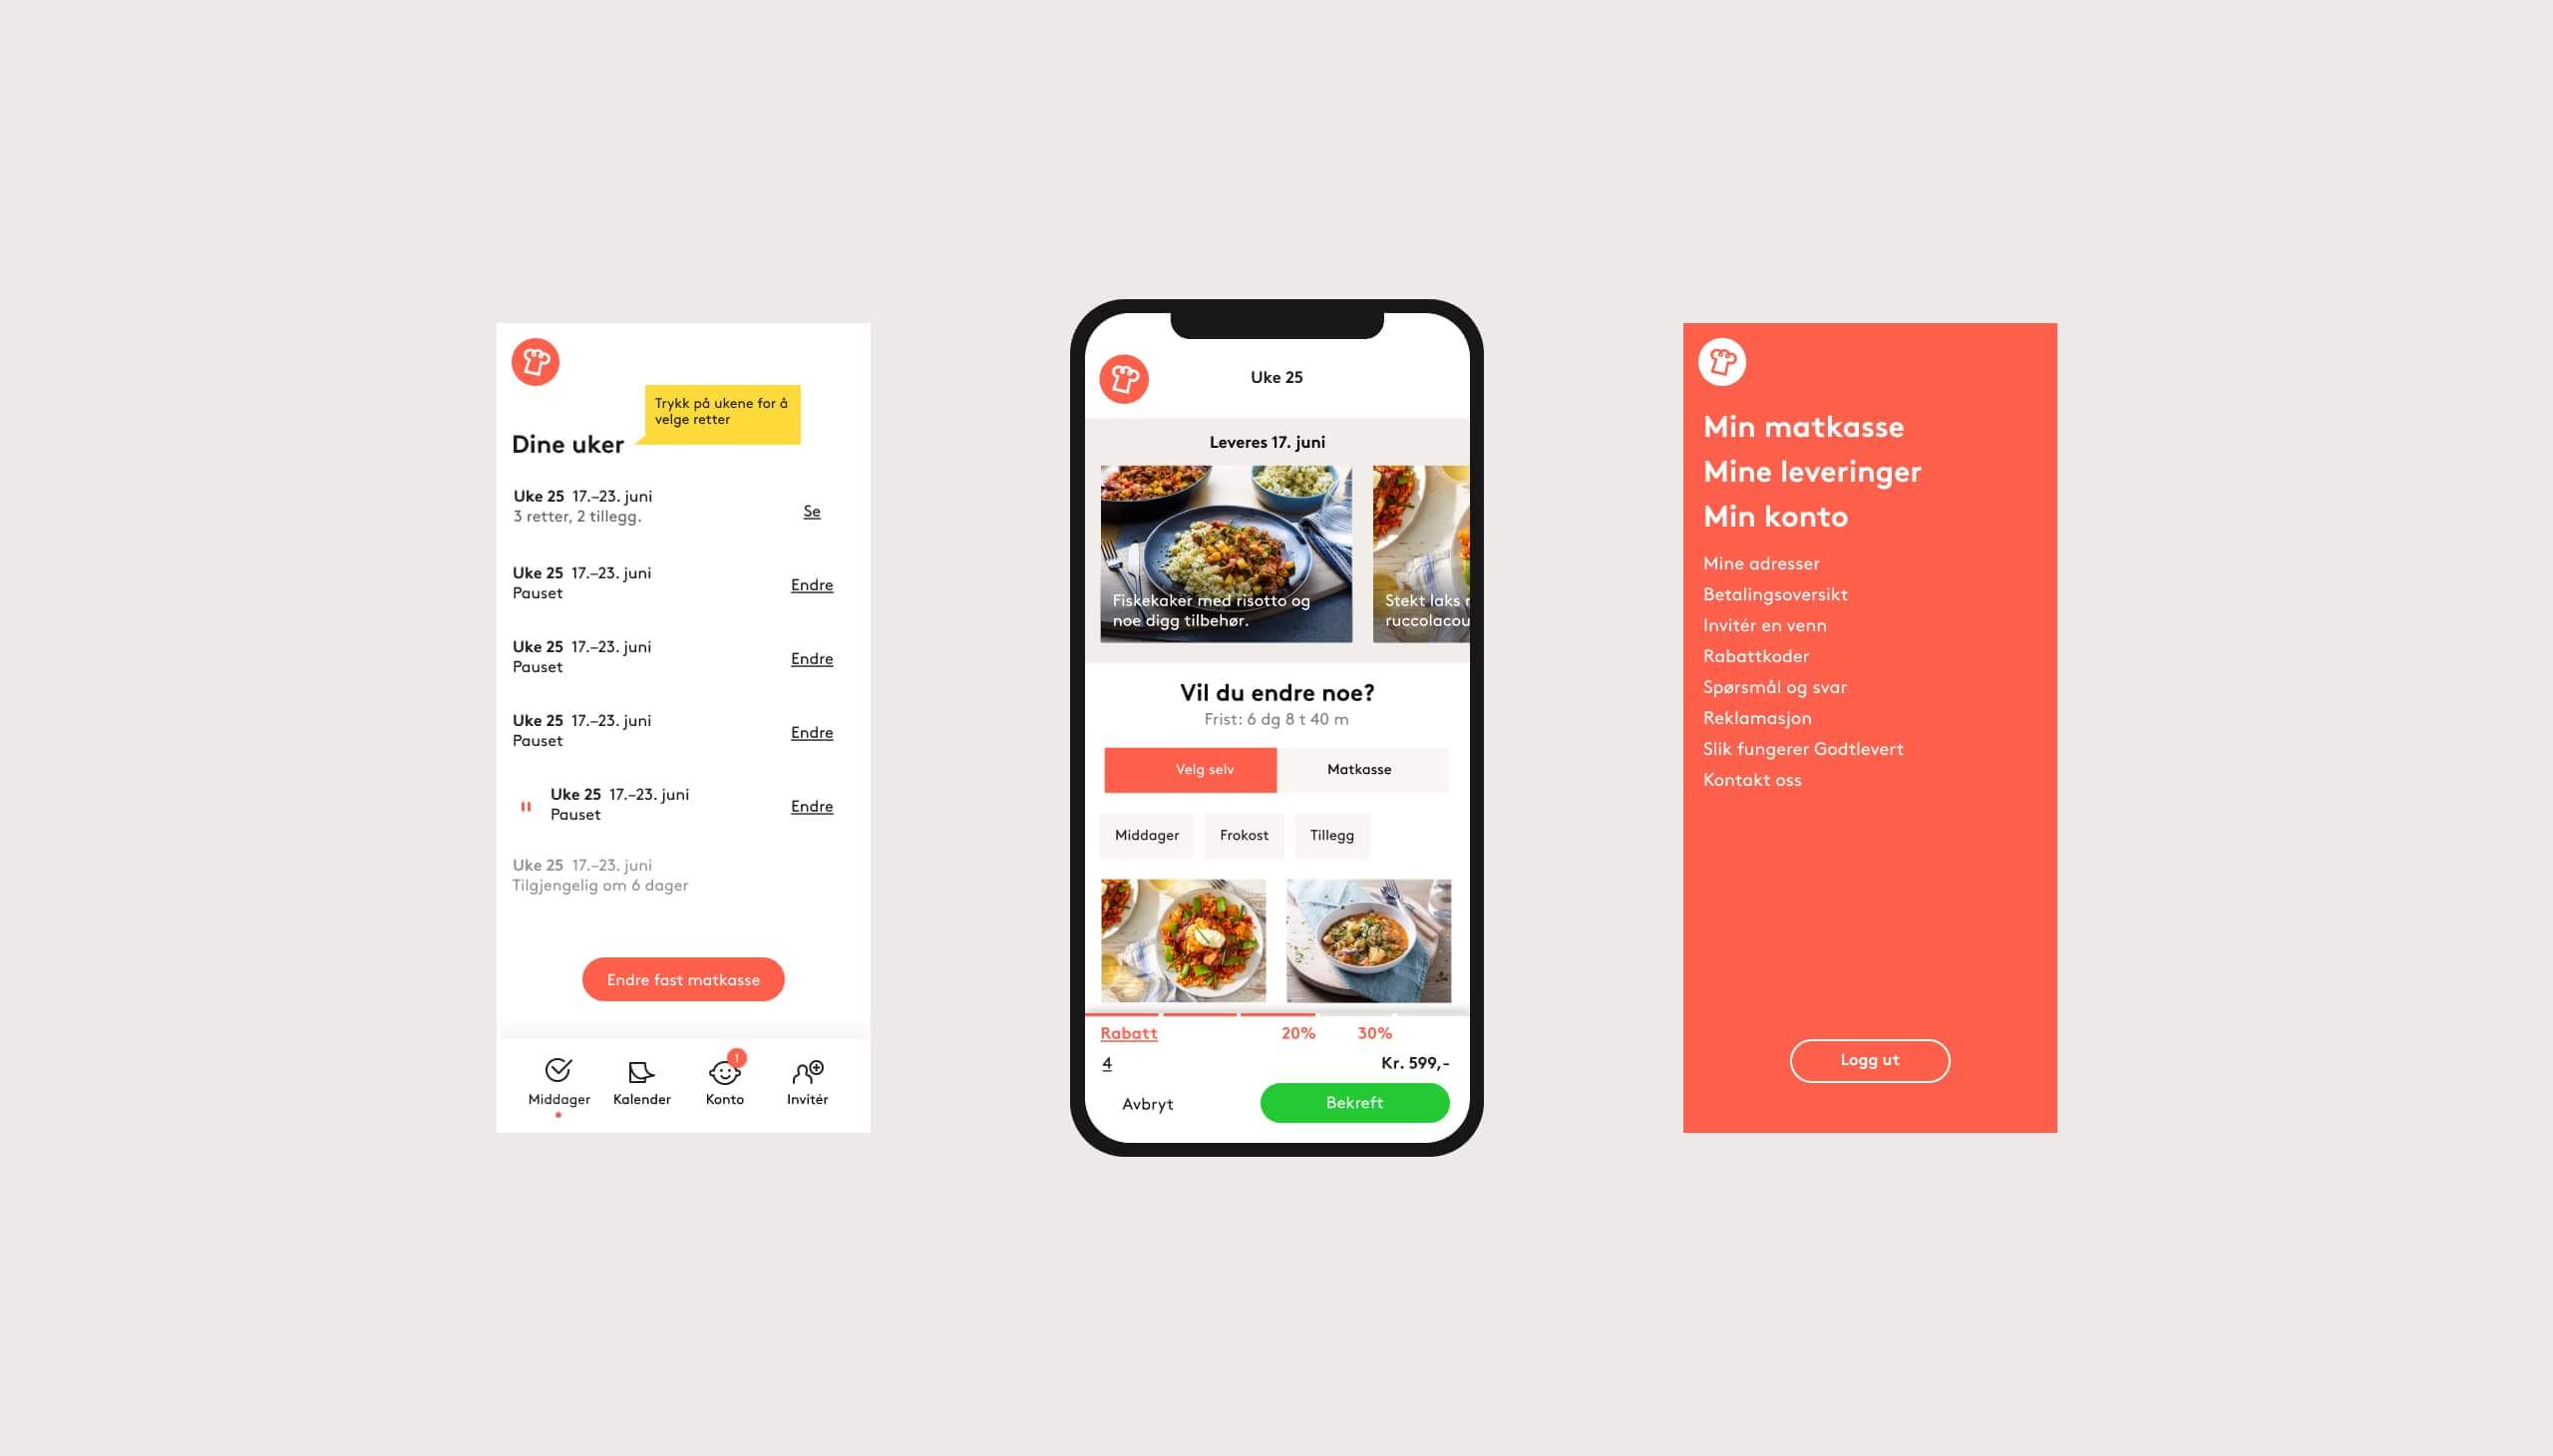 Trykk på ukene for å
velge retter
Dine uker
Uke 25 17.–23. juni
3 retter, 2 tillegg.
Se
Uke 25 17.–23. juni
Pauset
Endre
Uke 25 17.–23. juni
Pauset
Endre
Uke 25 17.–23. juni
Pauset
Endre
Uke 25 17.–23. juni
Pauset
Endre
Uke 25 17.–23. juni
Tilgjengelig om 6 dager
Endre fast matkasse
1
Middager Kalender Konto Invitér
Uke 25
Leveres 17. juni
Fiskekaker med risotto og
noe digg tilbehør.
Stekt laks
ruccolacou
Vil du endre noe?
Frist: 6 dg 8 t 40 m
Velg selv Matkasse
Middager Frokost Tillegg
Rabatt 20% 30%
4 Kr. 599,-
Avbryt Bekreft
Min matkasse
Mine leveringer
Min konto
Mine adresser
Betalingsoversikt
Invitér en venn
Rabattkoder
Spørsmål og svar
Reklamasjon
Slik fungerer Godtlevert
Kontakt oss
Logg ut